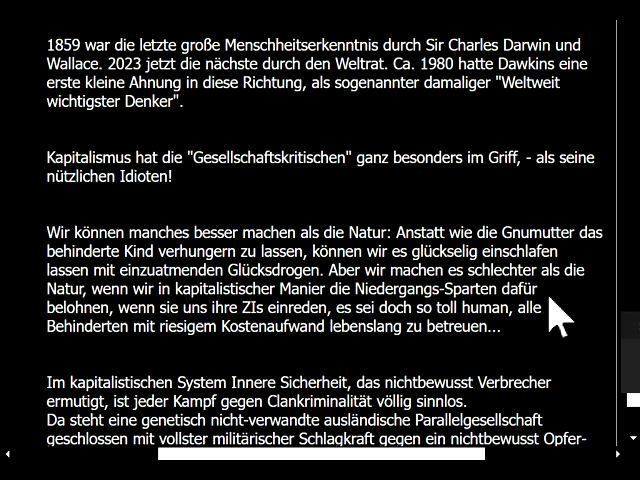 1859 war die letzte große Menschheitserkenntnis durch Sir Charles Darwin und
Wallace. 2023 jetzt die nächste durch den Weltrat. Ca. 1980 hatte Dawkins eine
erste kleine Ahnung in diese Richtung, als sogenannter damaliger "Weltweit
wichtigster Denker".
Kapitalismus hat die "Gesellschaftskritischen" ganz besonders im Griff, - als seine
nützlichen Idioten!
Wir können manches besser machen als die Natur: Anstatt wie die Gnumutter das
behinderte Kind verhungern zu lassen, können wir es glückselig einschlafen
lassen mit einzuatmenden Glücksdrogen. Aber wir machen es schlechter als die
Natur, wenn wir in kapitalistischer Manier die Niedergangs-Sparten dafür
belohnen, wenn sie uns ihre ZIs einreden, es sei doch so toll human, alle
Behinderten mit riesigem Kostenaufwand lebenslang zu betreuen...
Im kapitalistischen System Innere Sicherheit, das nichtbewusst Verbrecher
ermutigt, ist jeder Kampf gegen Clankriminalität völlig sinnlos.
Da steht eine genetisch nicht-verwandte ausländische Parallelgesellschaft
geschlossen mit vollster militärischer Schlagkraft gegen ein nichtbewusst Opfer-